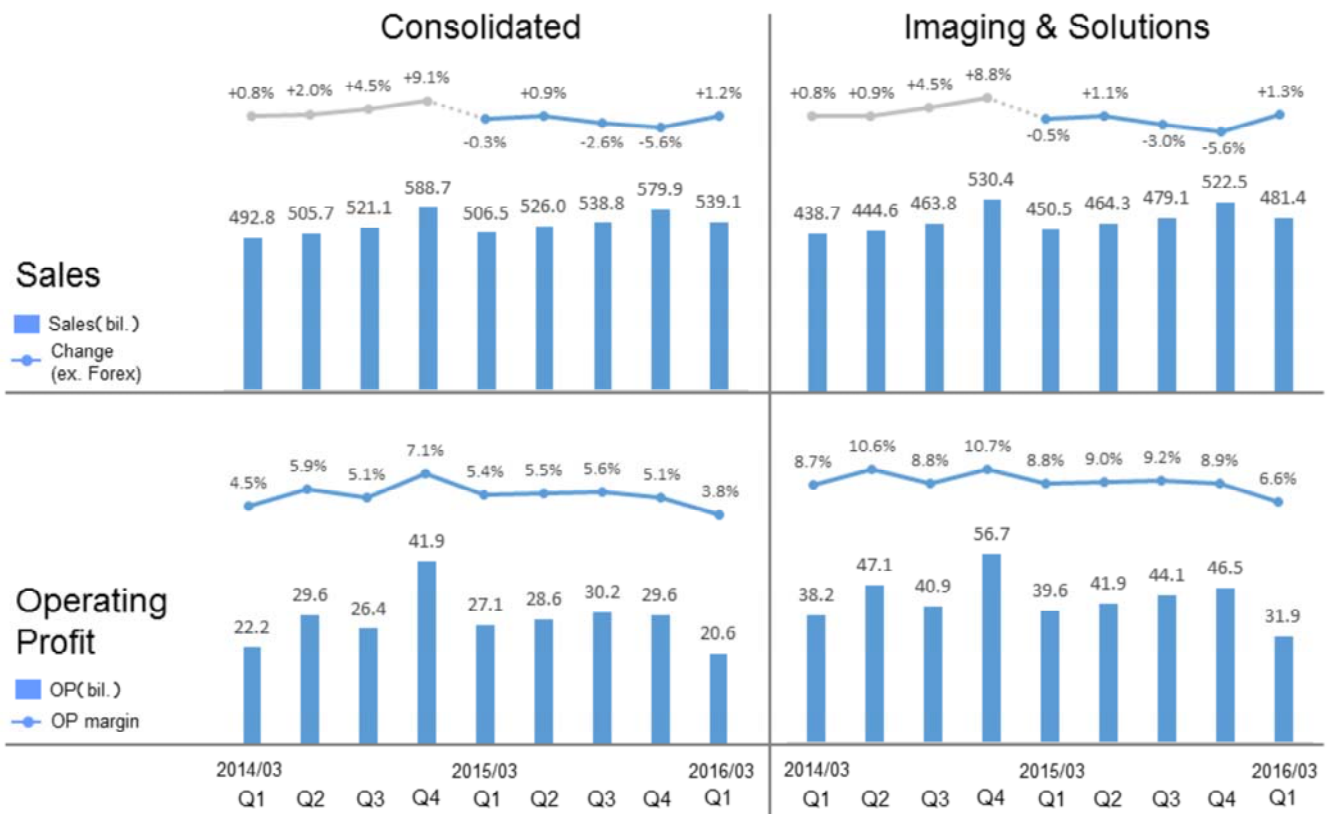 Consolidated
Imaging & Solutions
+0.8% +2.0% +4.5% +9.1% -0.3% +0.9% -2.6% -5.6% +1.2%
+0.8% +0.9% +4.5% +8.8% -0.5% +1.1% -3.0% -5.6% +1.3%
492.8 505.7 521.1 588.7 506.5 526.0 538.8 579.9 539.1
438.7 444.6 463.8 530.4 450.5 464.3 479.1 522.5 481.4
Sales
Sales(bil.)
Change
(ex. Forex)
4.5% 5.9% 5.1% 7.1% 5.4% 5.5% 5.6% 5.1% 3.8%
8.7% 10.6% 8.8% 10.7% 8.8% 9.0% 9.2% 8.9% 6.6%
22.2 29.6 26.4 41.9 27.1 28.6 30.2 29.6 20.6
38.2 47.1 40.9 56.7 39.6 41.9 44.1 46.5 31.9
Operating
Profit
OP(bil.)
OP margin
2014/03 2015/03 2016/03
Q1 Q2 Q3 Q4 Q1 Q2 Q3 Q4 Q1
2014/03 2015/03 2016/03
Q1 Q2 Q3 Q4 Q1 Q2 Q3 Q4 Q1